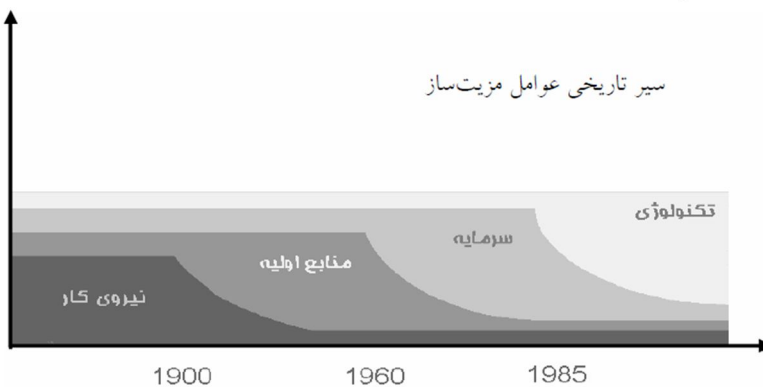 سیر تاریخی عوامل مزیت‌ساز
تکنولوژی
سرمایه
منابع اولیه
نیروی کار
1900 1960 1985